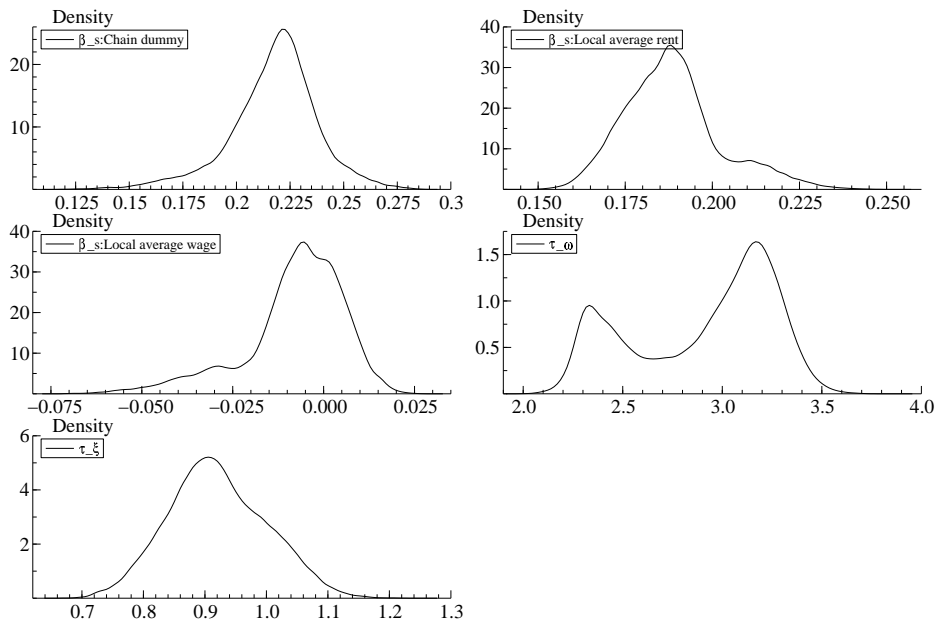 Density
β_s:Chain dummy
20
10
0.125 0.15 0.175 0.2 0.225 0.25 0.275 0.3
Density
β_s:Local average rent
40
30
20
10
0.150 0.175 0.200 0.225 0.250
Density
β_s:Local average wage
40
30
20
10
−0.075 −0.050 −0.025 0.000 0.025
Density
τ_ω
1.5
1.0
0.5
2.0 2.5 3.0 3.5 4.0
Density
τ_ξ
6
4
2
0.7 0.8 0.9 1.0 1.1 1.2 1.3